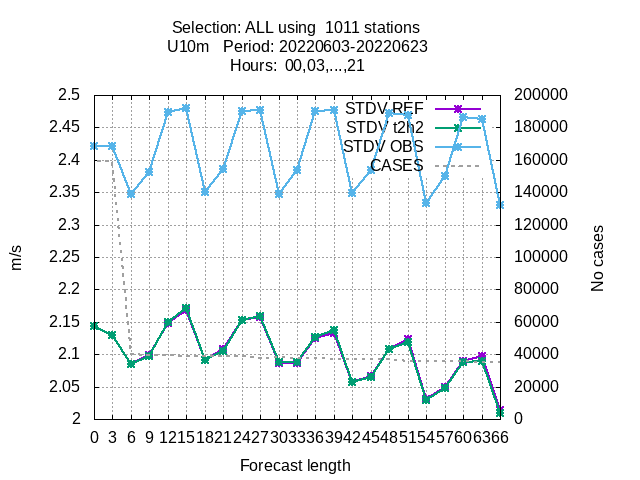 Selection: ALL using  1011 stations
U10m   Period: 20220603-20220623
Hours:  00,03,...,21
2.5
2.45
2.4
2.35
2.3
2.25
2.2
2.15
2.1
2.05
2
m/s
STDV REF
STDV t2h2
STDV OBS
CASES
200000
180000
160000
140000
120000
100000
80000
60000
40000
20000
0
No cases
0 3 6 9 12 15 18 21 24 27 30 33 36 39 42 45 48 51 54 57 60 63 66
Forecast length